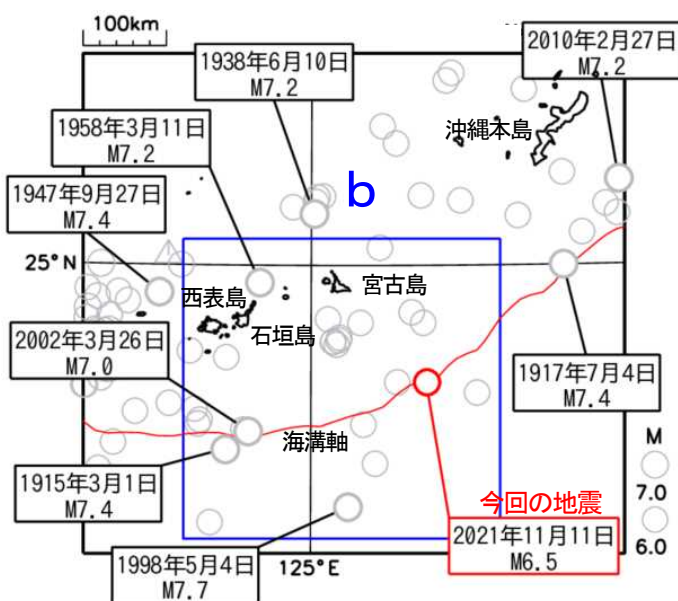 100km
1938年6月10日
M7.2
2010年2月27日
M7.2
1958年3月11日
M7.2
沖縄本島
1947年9月27日
M7.4
b
25°N
宮古島
西表島
石垣島
2002年3月26日
M7.0
1917年7月4日
M7.4
海溝軸
M
7.0
6.0
1915年3月1日
M7.4
今回の地震
2021年11月11日
M6.5
1998年5月4日
M7.7
125°E